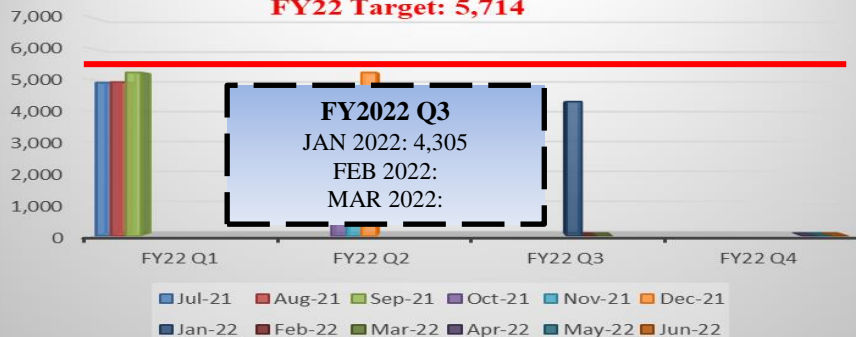 FY22 Target: 5,714
7,000
6,000
5,000
4,000
3,000
2,000
1,000
0
FY2022 Q3
JAN 2022: 4,305
FEB 2022:
MAR 2022:
FY22 Q1 FY22 Q2 FY22 Q3 FY22 Q4
Jul-21 Aug-21 Sep-21 Oct-21 Nov-21 Dec-21
Jan-22 Feb-22 Mar-22 Apr-22 May-22 Jun-22